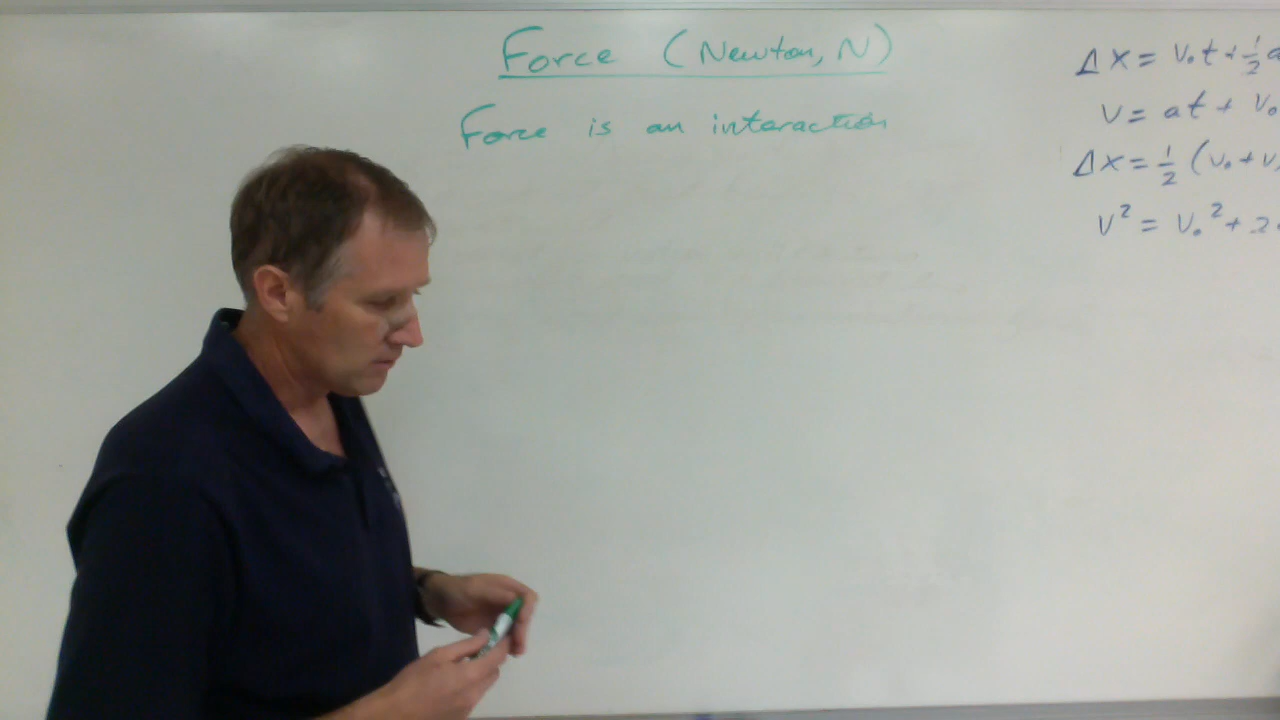 Force (Newton, N)
Force is an interaction
Δx = v₀t + ½
v = at + v₀
Δx = ½ (v₀ + v
v² = v₀² + 2